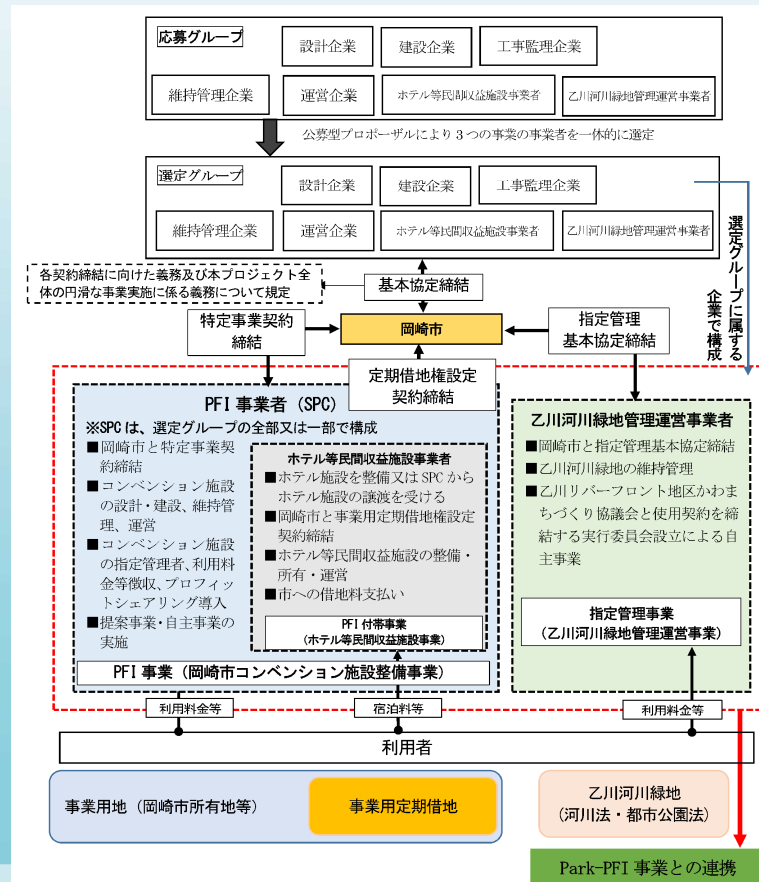 応募グループ
設計企業
建設企業
工事監理企業
維持管理企業
運営企業
ホテル等民間収益施設事業者
乙川河川緑地管理運営事業者
公募型プロポーザルにより3つの事業の事業者を一体的に選定
選定グループ
設計企業
建設企業
工事監理企業
維持管理企業
運営企業
ホテル等民間収益施設事業者
乙川河川緑地管理運営事業者
選定グループに属する
企業で構成
各契約締結に向けた義務及び本プロジェクト全
体の円滑な事業実施に係る義務について規定
基本協定締結
特定事業契約
締結
岡崎市
指定管理
基本協定締結
定期借地権設定
契約締結
PFI 事業者（SPC）
※SPC は、選定グループの全部又は一部で構成
■岡崎市と特定事業契
約締結
■コンベンション施設
の設計・建設、維持管
理、運営
■コンベンション施設
の指定管理者、利用料
金等徴収、プロフィッ
トシェアリング導入
■提案事業・自主事業の
実施
ホテル等民間収益施設事業者
■ホテル施設を整備又は SPC から
ホテル施設の譲渡を受ける
■岡崎市と事業用定期借地権設定
契約締結
■ホテル等民間収益施設の整備・
所有・運営
■市への借地料支払い
PFI 付帯事業
（ホテル等民間収益施設事業）
PFI 事業（岡崎市コンベンション施設整備事業）
乙川河川緑地管理運営事業者
■岡崎市と指定管理基本協定締結
■乙川河川緑地の維持管理
■乙川リバーフロント地区かわま
ちづくり協議会と使用契約を締
結する実行委員会設立による自
主事業
指定管理事業
（乙川河川緑地管理運営事業）
利用料金等
宿泊料等
利用料金等
利用者
事業用地（岡崎市所有地等）
事業用定期借地
乙川河川緑地
（河川法・都市公園法）
Park-PFI 事業との連携